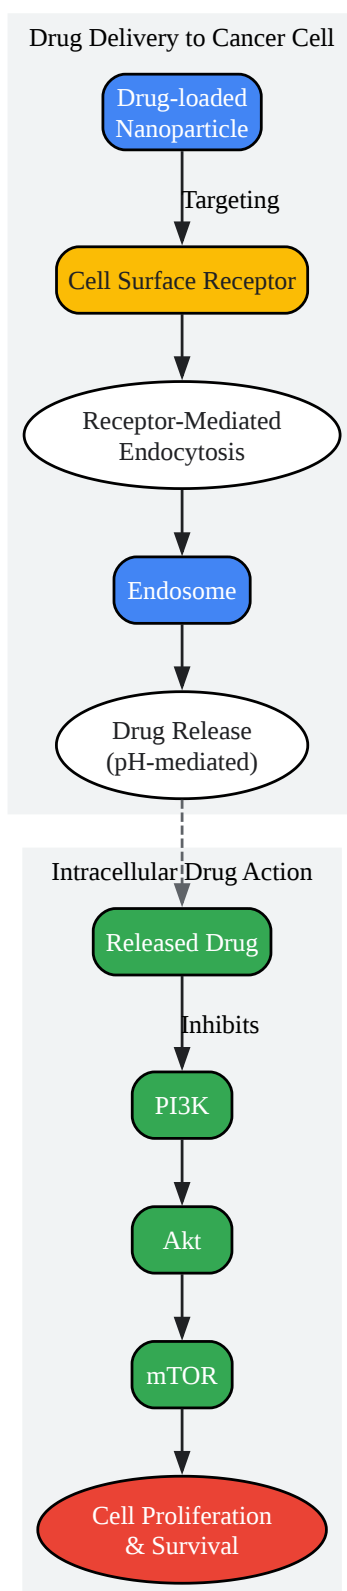 Drug Delivery to Cancer Cell
Drug-loaded
Nanoparticle
Targeting
Cell Surface Receptor
Receptor-Mediated
Endocytosis
Endosome
Drug Release
(pH-mediated)
Intracellular Drug Action
Released Drug
Inhibits
PI3K
Akt
mTOR
Cell Proliferation
& Survival